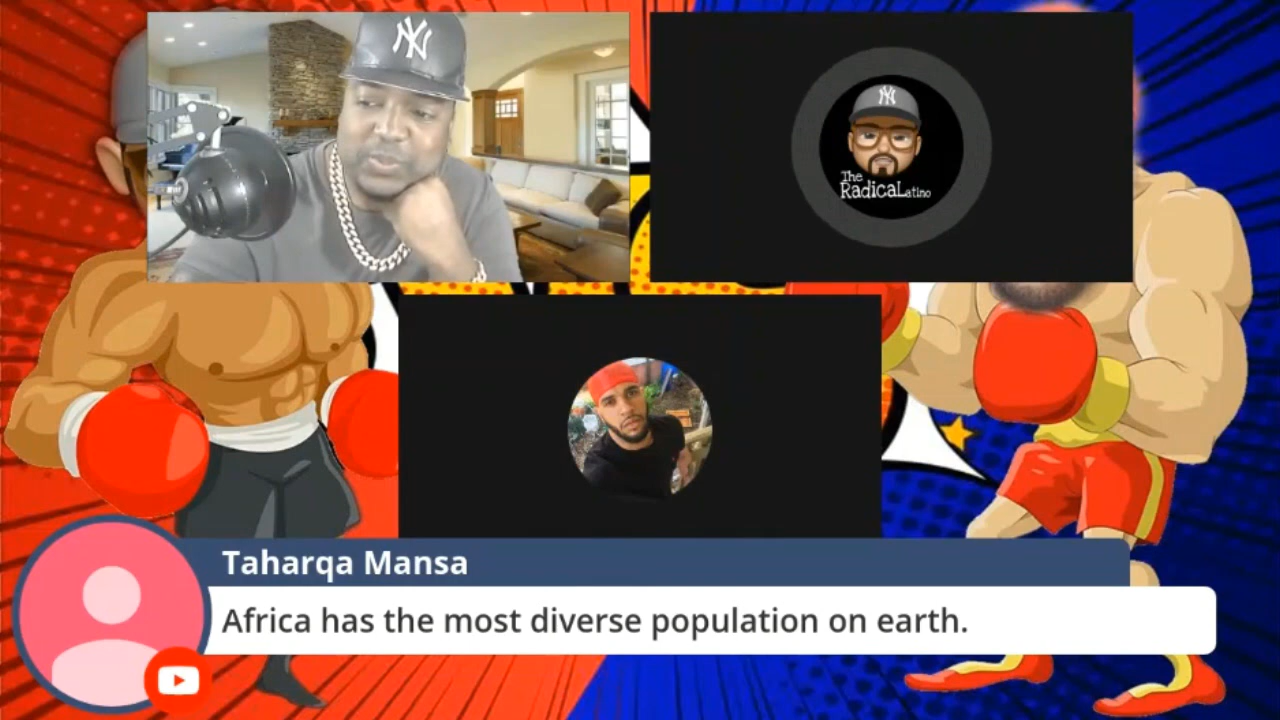 NY
NY
The
RadicaLatino
Taharqa Mansa
Africa has the most diverse population on earth.